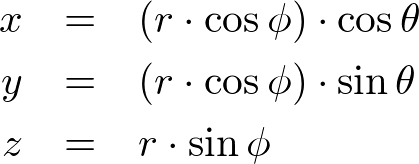 x = (r · cos ϕ) · cos θ
y = (r · cos ϕ) · sin θ
z = r · sin ϕ